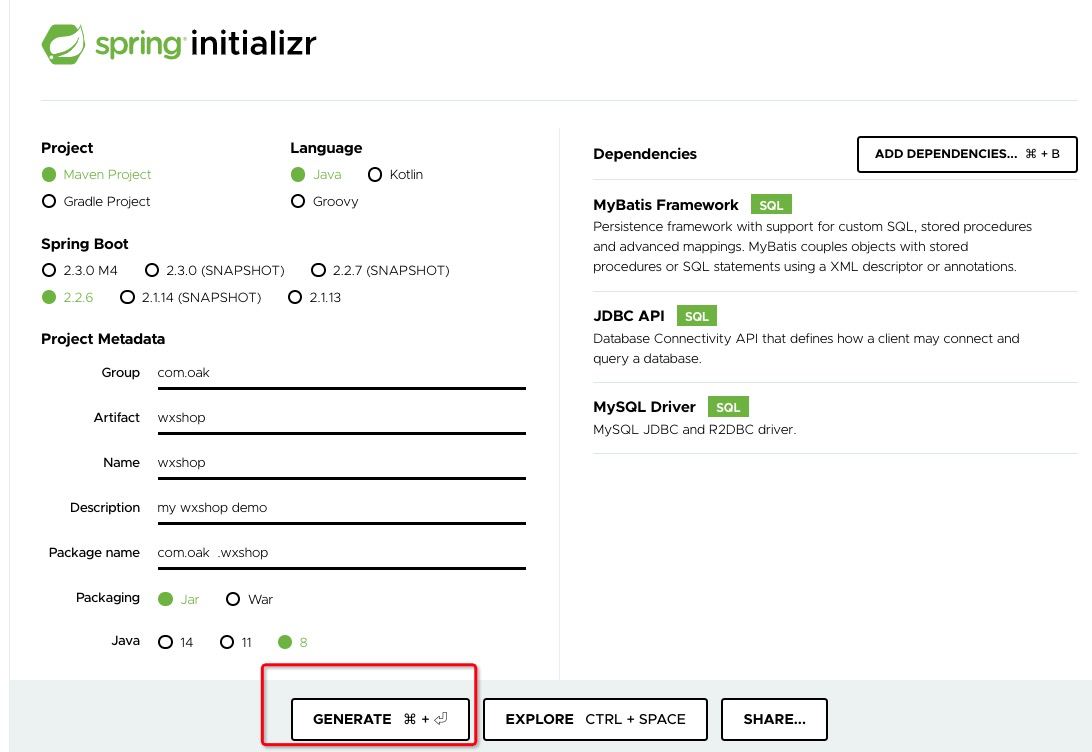 spring initializr
Project
Maven Project
Gradle Project
Language
Java Kotlin
Groovy
Spring Boot
2.3.0 M4 2.3.0 (SNAPSHOT) 2.2.7 (SNAPSHOT)
2.2.6 2.1.14 (SNAPSHOT) 2.1.13
Project Metadata
Group com.oak
Artifact wxshop
Name wxshop
Description my wxshop demo
Package name com.oak .wxshop
Packaging Jar War
Java 14 11 8
Dependencies
ADD DEPENDENCIES... ⌘ + B
MyBatis Framework SQL
Persistence framework with support for custom SQL, stored procedures
and advanced mappings. MyBatis couples objects with stored
procedures or SQL statements using a XML descriptor or annotations.
JDBC API SQL
Database Connectivity API that defines how a client may connect and
query a database.
MySQL Driver SQL
MySQL JDBC and R2DBC driver.
GENERATE ⌘ + ⏎
EXPLORE CTRL + SPACE
SHARE...